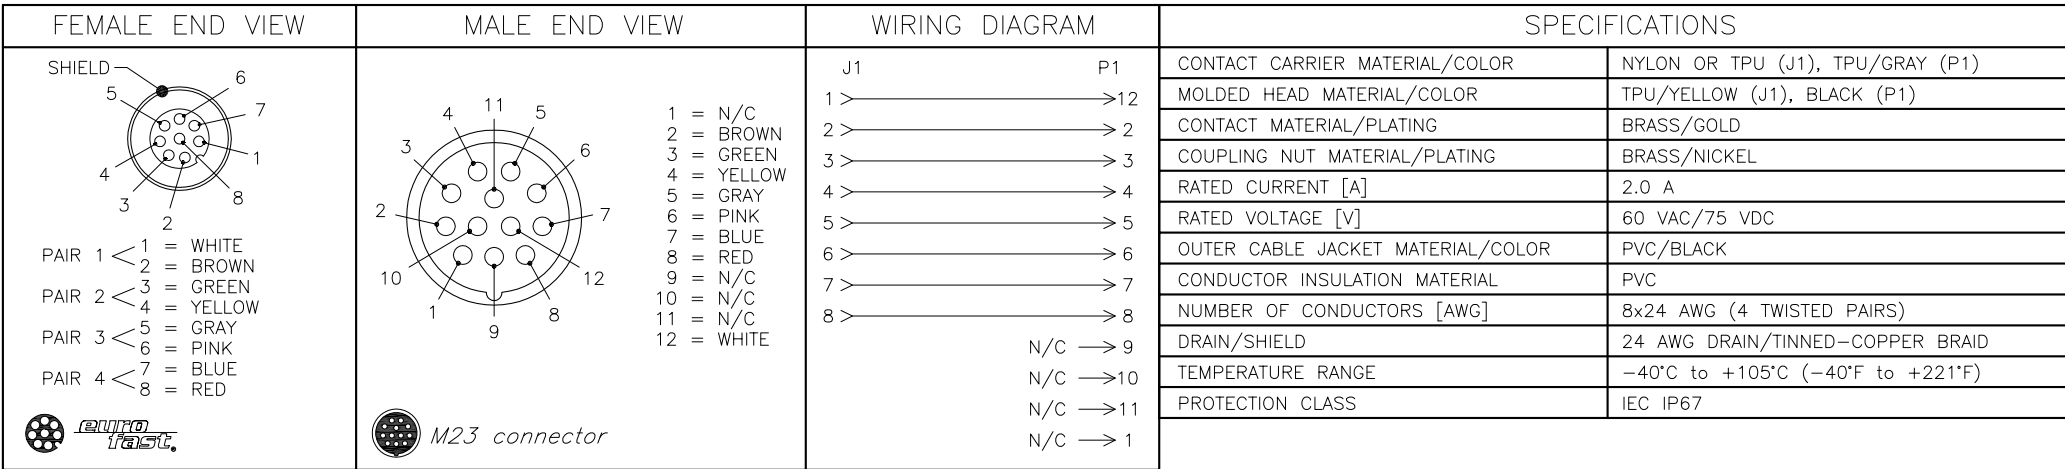 FEMALE END VIEW
SHIELD
6
5
7
4
1
3
8
2
PAIR 1 < 1 = WHITE
2 = BROWN
PAIR 2 < 3 = GREEN
4 = YELLOW
PAIR 3 < 5 = GRAY
6 = PINK
PAIR 4 < 7 = BLUE
8 = RED
euro
fast.
MALE END VIEW
11
4
5
3
6
2
7
10
12
1
8
9
1 = N/C
2 = BROWN
3 = GREEN
4 = YELLOW
5 = GRAY
6 = PINK
7 = BLUE
8 = RED
9 = N/C
10 = N/C
11 = N/C
12 = WHITE
M23 connector
WIRING DIAGRAM
J1 P1
1 12
2 2
3 3
4 4
5 5
6 6
7 7
8 8
N/C 9
N/C 10
N/C 11
N/C 1
SPECIFICATIONS
CONTACT CARRIER MATERIAL/COLOR NYLON OR TPU (J1), TPU/GRAY (P1)
MOLDED HEAD MATERIAL/COLOR TPU/YELLOW (J1), BLACK (P1)
CONTACT MATERIAL/PLATING BRASS/GOLD
COUPLING NUT MATERIAL/PLATING BRASS/NICKEL
RATED CURRENT [A] 2.0 A
RATED VOLTAGE [V] 60 VAC/75 VDC
OUTER CABLE JACKET MATERIAL/COLOR PVC/BLACK
CONDUCTOR INSULATION MATERIAL PVC
NUMBER OF CONDUCTORS [AWG] 8x24 AWG (4 TWISTED PAIRS)
DRAIN/SHIELD 24 AWG DRAIN/TINNED-COPPER BRAID
TEMPERATURE RANGE -40°C to +105°C (-40°F to +221°F)
PROTECTION CLASS IEC IP67